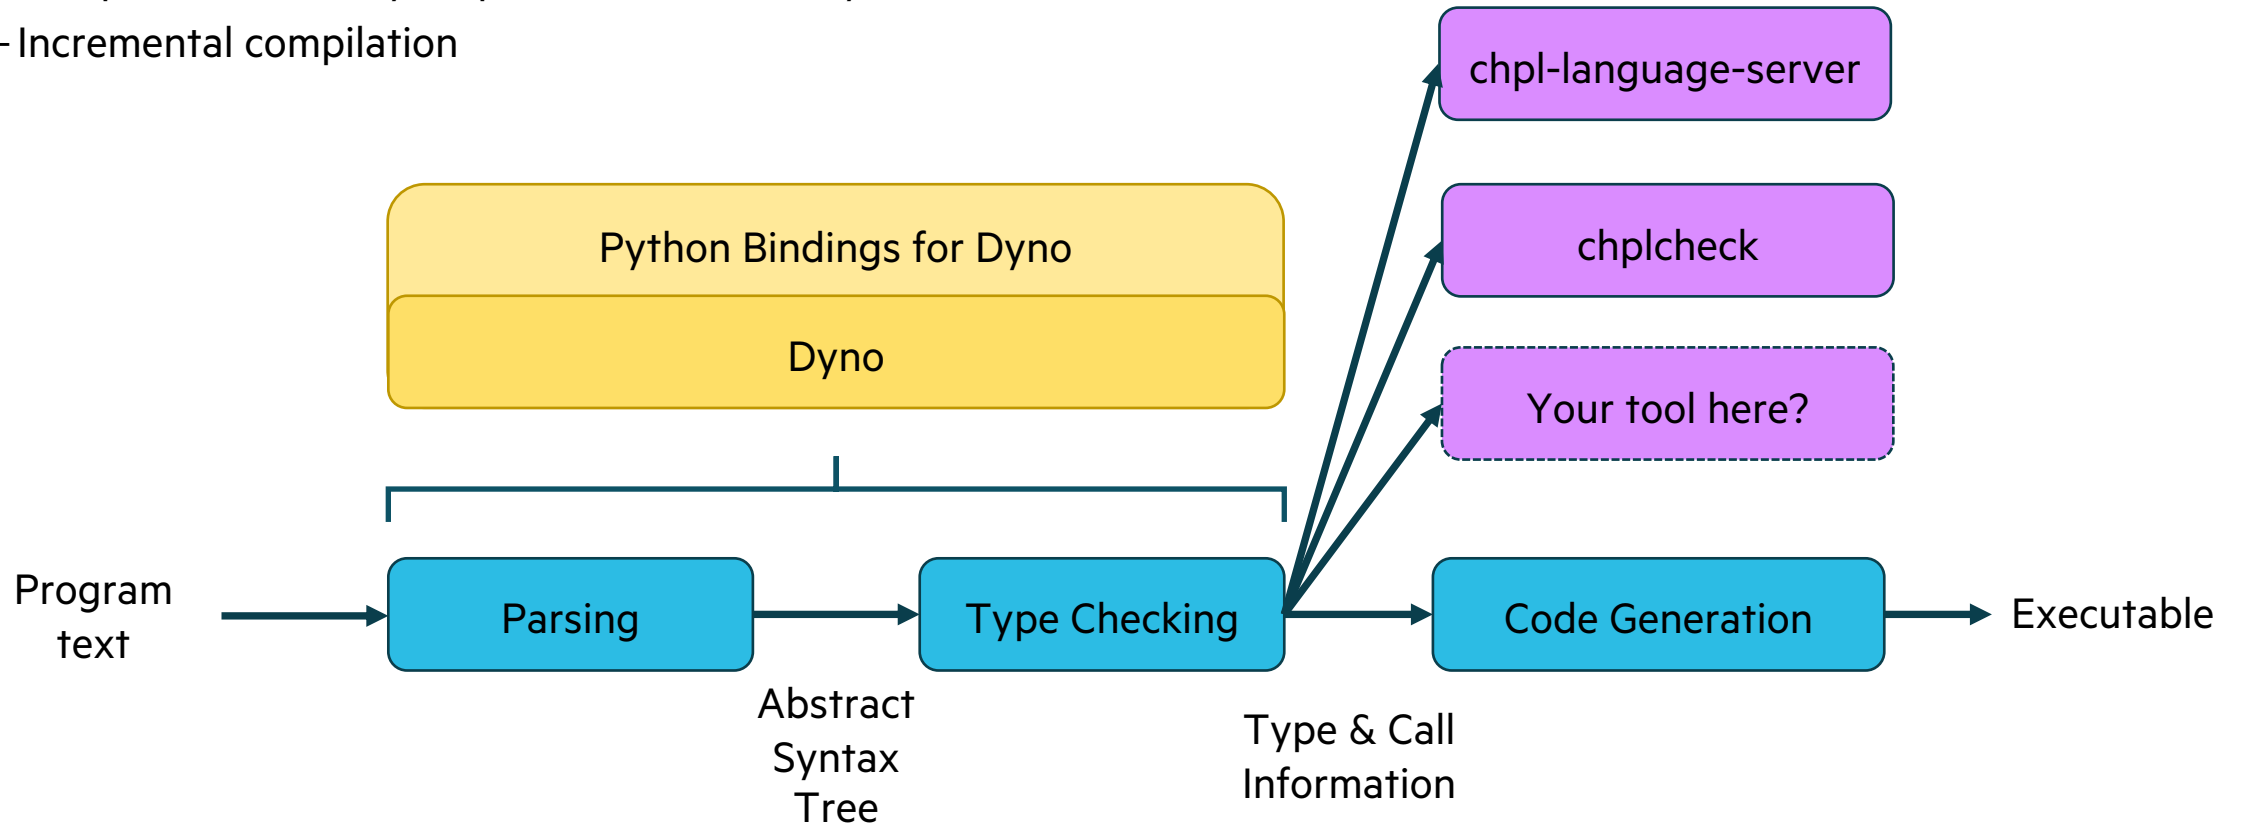 - Incremental compilation
chpl-language-server
Python Bindings for Dyno
chplcheck
Dyno
Your tool here?
Program
text
Parsing
Type Checking
Code Generation
Executable
Abstract
Syntax
Tree
Type & Call
Information